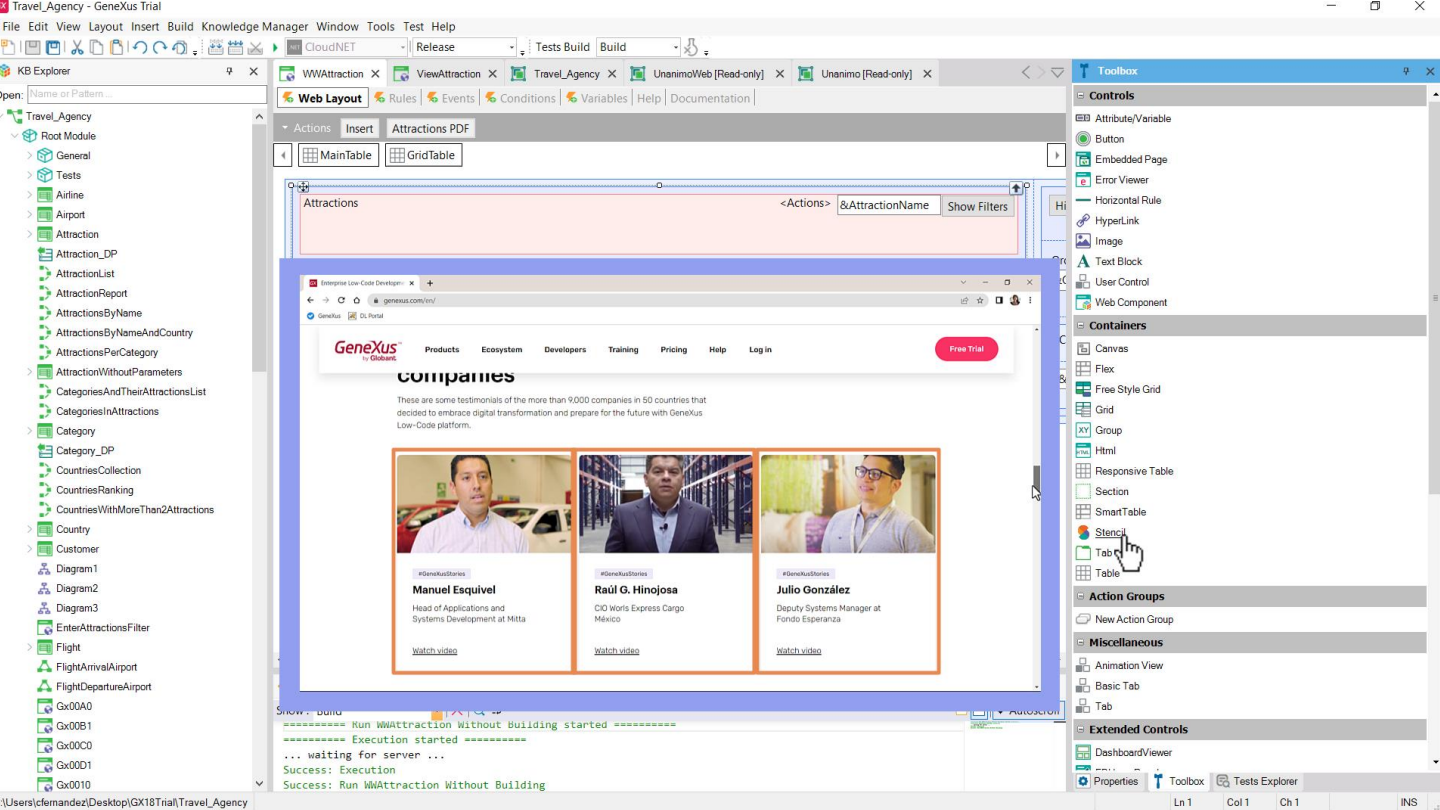 Travel_Agency - GeneXus Trial
File Edit View Layout Insert Build Knowledge Manager Window Tools Test Help
CloudNET Release Tests Build Build
KB Explorer
Open: Name or Pattern ...
Travel_Agency
Root Module
General
Tests
Airline
Airport
Attraction
Attraction_DP
AttractionList
AttractionReport
AttractionsByName
AttractionsByNameAndCountry
AttractionsPerCategory
AttractionWithoutParameters
CategoriesAndTheirAttractionsList
CategoriesInAttractions
Category
Category_DP
CountriesCollection
CountriesRanking
CountriesWithMoreThan2Attractions
Country
Customer
Diagram1
Diagram2
Diagram3
EnterAttractionsFilter
Flight
FlightArrivalAirport
FlightDepartureAirport
Gx00A0
Gx00B1
Gx00C0
Gx00D1
Gx0010
WWAttraction ViewAttraction Travel_Agency UnanimoWeb [Read-only] Unanimo [Read-only]
Web Layout Rules Events Conditions Variables Help Documentation
Actions Insert Attractions PDF
MainTable GridTable
Attractions <Actions> &AttractionName Show Filters
Enterprise Low-Code Developme
genexus.com/en/
GeneXus DL Portal
GeneXus by Globant Products Ecosystem Developers Training Pricing Help Log in Free Trial
companies
These are some testimonials of the more than 9,000 companies in 50 countries that
decided to embrace digital transformation and prepare for the future with GeneXus
Low-Code platform.
#GeneXusStories
Manuel Esquivel
Head of Applications and
Systems Development at Mitta
Watch video
#GeneXusStories
Raúl G. Hinojosa
CIO Worls Express Cargo
México
Watch video
#GeneXusStories
Julio González
Deputy Systems Manager at
Fondo Esperanza
Watch video
Show: Build Autoscroll
========== Run WWAttraction Without Building started ==========
========== Execution started ==========
... waiting for server ...
Success: Execution
Success: Run WWAttraction Without Building
Toolbox
Controls
Attribute/Variable
Button
Embedded Page
Error Viewer
Horizontal Rule
HyperLink
Image
Text Block
User Control
Web Component
Containers
Canvas
Flex
Free Style Grid
Grid
Group
Html
Responsive Table
Section
SmartTable
Stencil
Tab
Table
Action Groups
New Action Group
Miscellaneous
Animation View
Basic Tab
Tab
Extended Controls
DashboardViewer
Properties Toolbox Tests Explorer
:\Users\cfernandez\Desktop\GX18Trial\Travel_Agency Ln 1 Col 1 Ch 1 INS